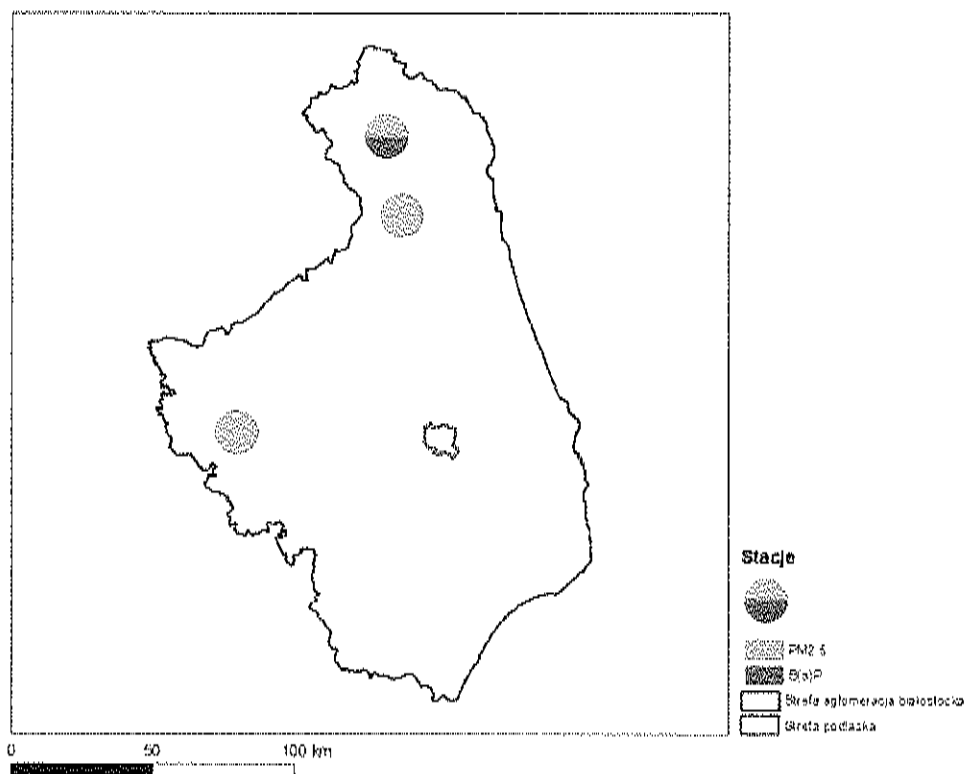 Stacje
PM2.5
B(a)P
Strefa aglomeracja białostocka
Strefa podlaska
0 50 100 km